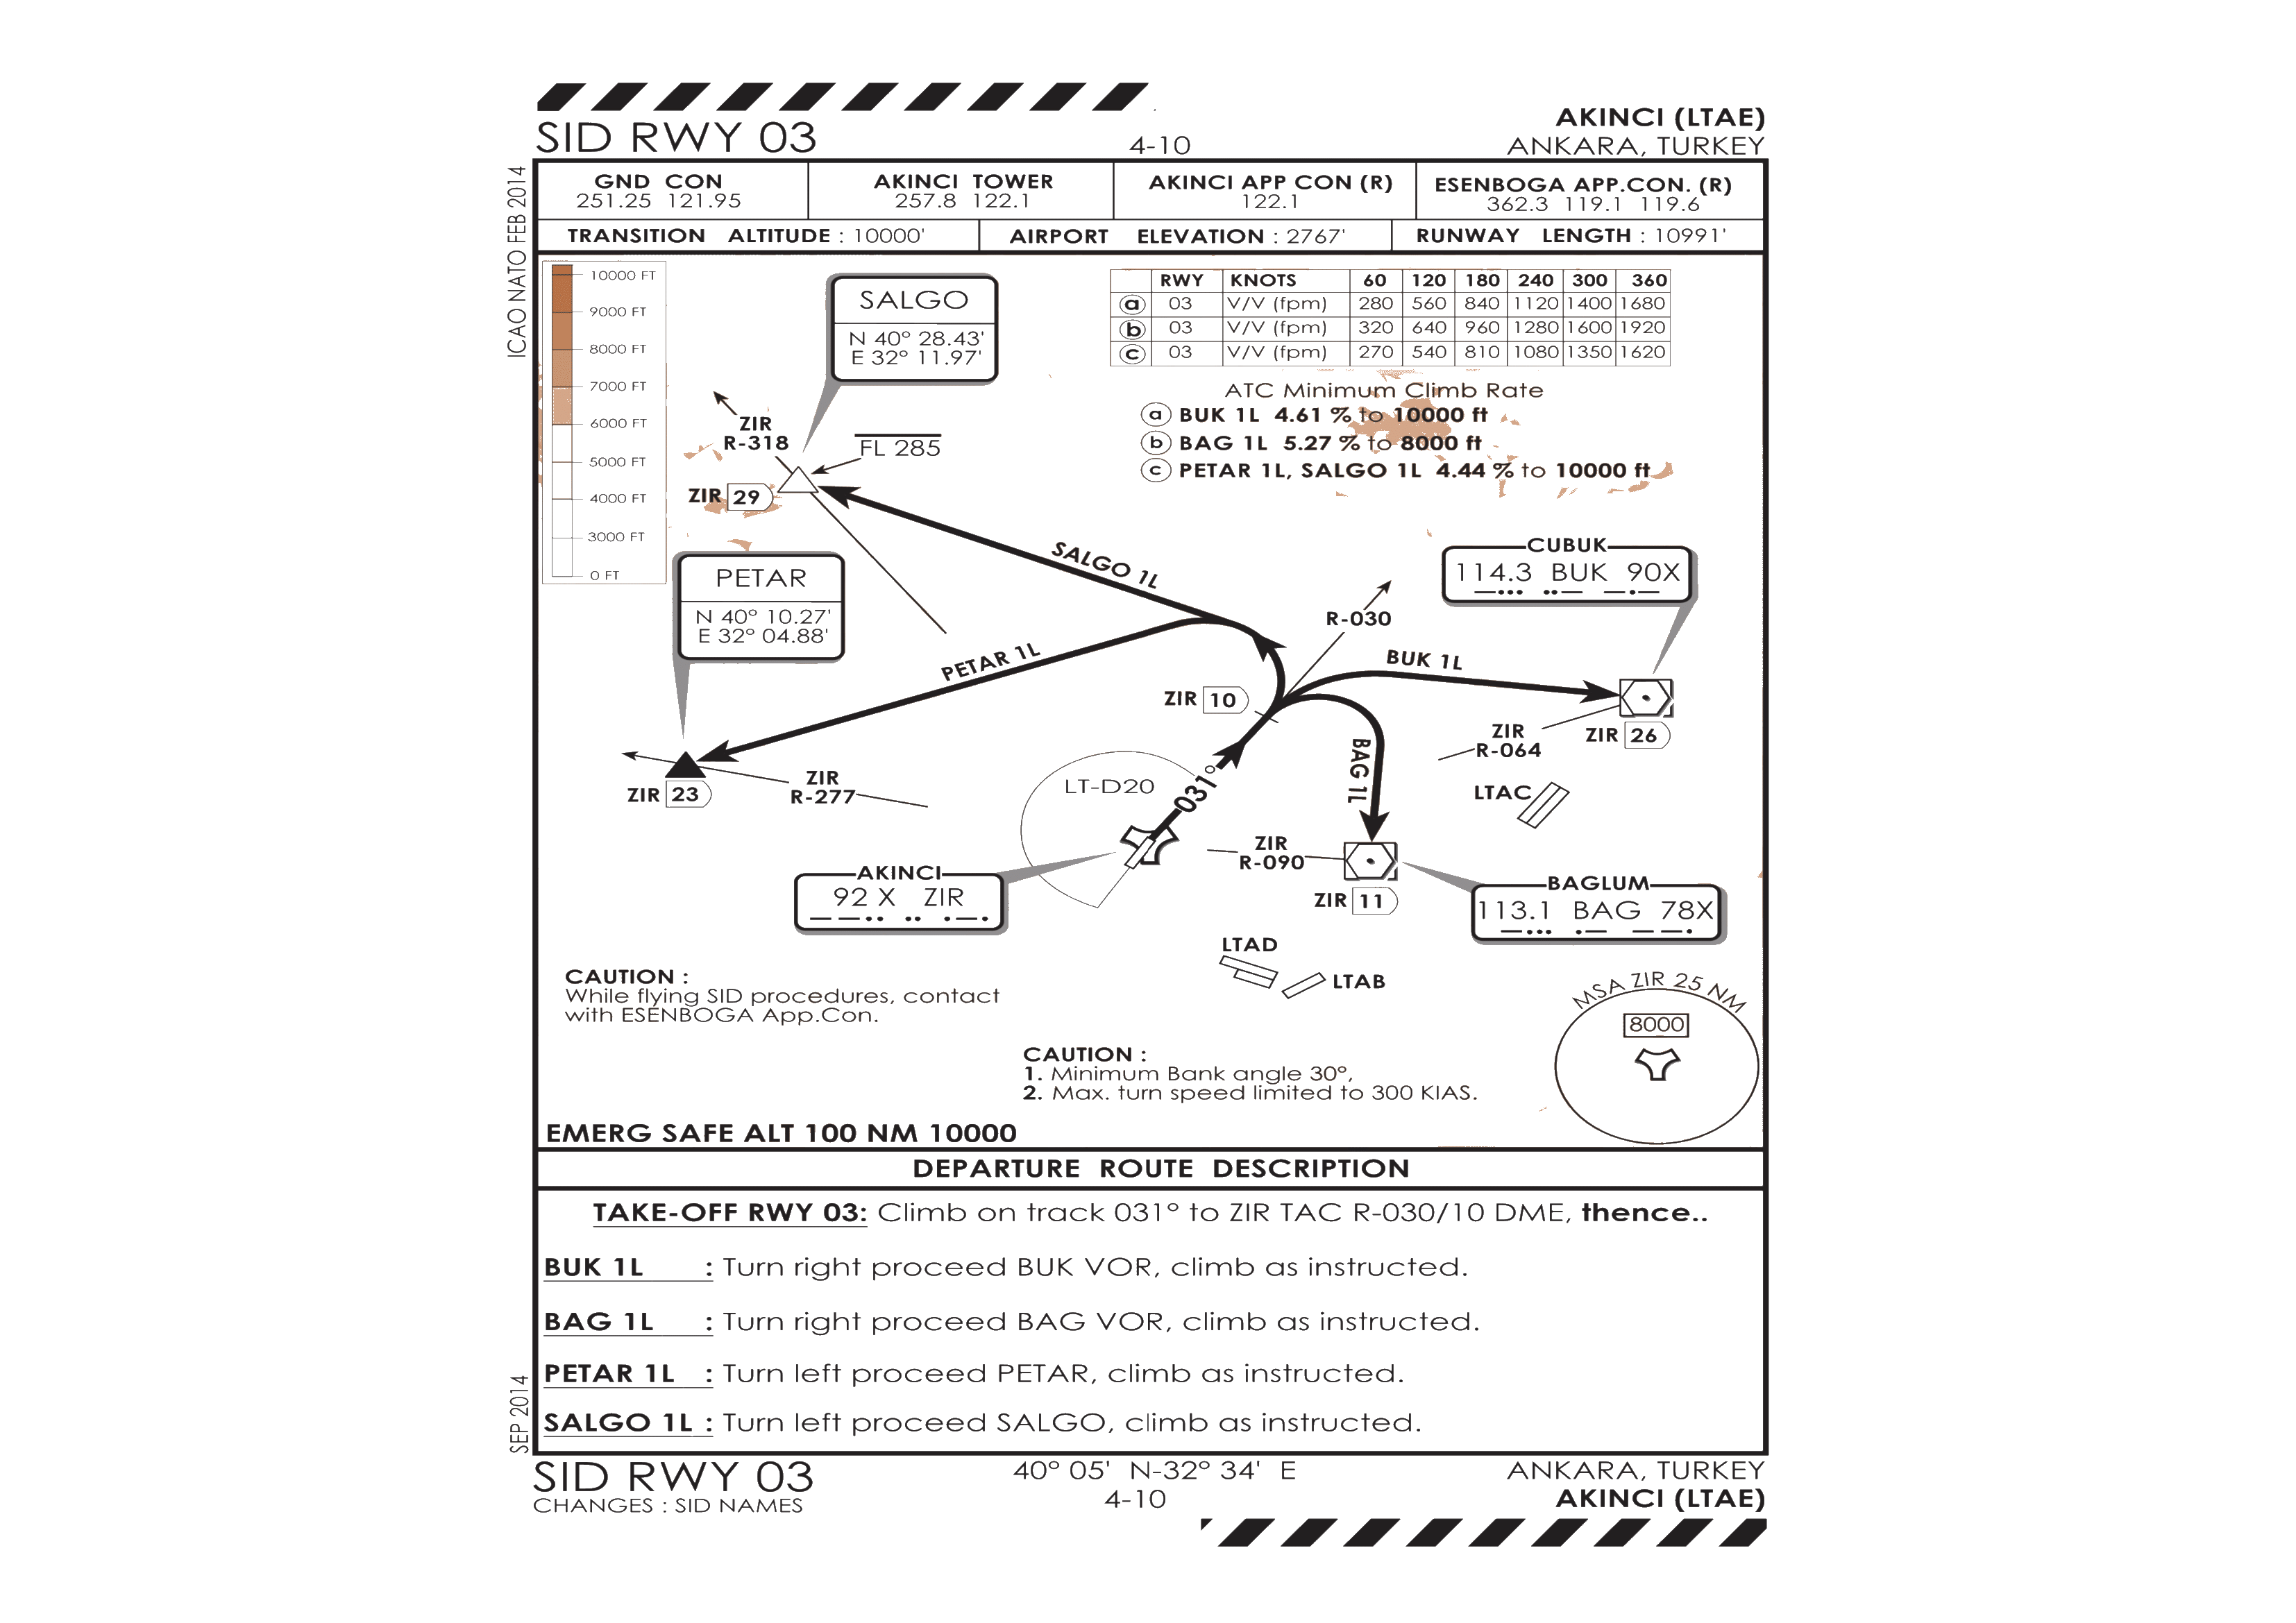 SID RWY 03
4-10
AKINCI (LTAE)
ANKARA, TURKEY
ICAO NATO FEB 2014
GND CON
251.25 121.95
AKINCI TOWER
257.8 122.1
AKINCI APP CON (R)
122.1
ESENBOGA APP.CON. (R)
362.3 119.1 119.6
TRANSITION ALTITUDE : 10000'
AIRPORT ELEVATION : 2767'
RUNWAY LENGTH : 10991'
10000 FT
9000 FT
8000 FT
7000 FT
6000 FT
5000 FT
4000 FT
3000 FT
0 FT
SALGO
N 40° 28.43'
E 32° 11.97'
RWY KNOTS 60 120 180 240 300 360
a 03 V/V (fpm) 280 560 840 1120 1400 1680
b 03 V/V (fpm) 320 640 960 1280 1600 1920
c 03 V/V (fpm) 270 540 810 1080 1350 1620
ATC Minimum Climb Rate
a BUK 1L 4.61 % to 10000 ft
b BAG 1L 5.27 % to 8000 ft
c PETAR 1L, SALGO 1L 4.44 % to 10000 ft
ZIR
R-318
FL 285
ZIR 29
SALGO 1L
PETAR
N 40° 10.27'
E 32° 04.88'
PETAR 1L
CUBUK
114.3 BUK 90X
R-030
BUK 1L
ZIR 10
ZIR
R-064
ZIR 26
BAG 1L
ZIR
R-277
ZIR 23
LT-D20
031°
LTAC
ZIR
R-090
ZIR 11
AKINCI
92 X ZIR
BAGLUM
113.1 BAG 78X
LTAD
LTAB
CAUTION :
While flying SID procedures, contact
with ESENBOGA App.Con.
MSA ZIR 25 NM
8000
CAUTION :
1. Minimum Bank angle 30°,
2. Max. turn speed limited to 300 KIAS.
EMERG SAFE ALT 100 NM 10000
DEPARTURE ROUTE DESCRIPTION
TAKE-OFF RWY 03: Climb on track 031° to ZIR TAC R-030/10 DME, thence..
BUK 1L : Turn right proceed BUK VOR, climb as instructed.
BAG 1L : Turn right proceed BAG VOR, climb as instructed.
PETAR 1L : Turn left proceed PETAR, climb as instructed.
SALGO 1L : Turn left proceed SALGO, climb as instructed.
SEP 2014
SID RWY 03
CHANGES : SID NAMES
40° 05' N-32° 34' E
4-10
ANKARA, TURKEY
AKINCI (LTAE)